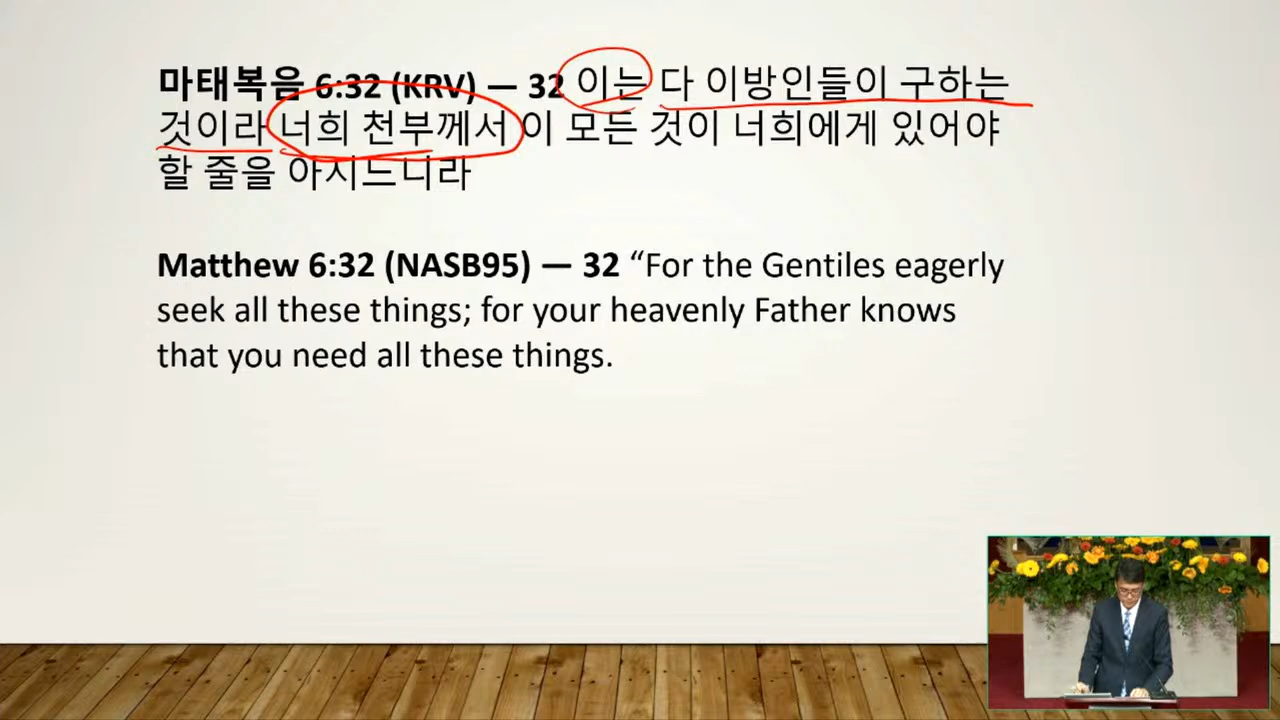 마태복음 6:32 (KRV) — 32 이는 다 이방인들이 구하는
것이라 너희 천부께서 이 모든 것이 너희에게 있어야
할 줄을 아시느니라
Matthew 6:32 (NASB95) — 32 “For the Gentiles eagerly
seek all these things; for your heavenly Father knows
that you need all these things.